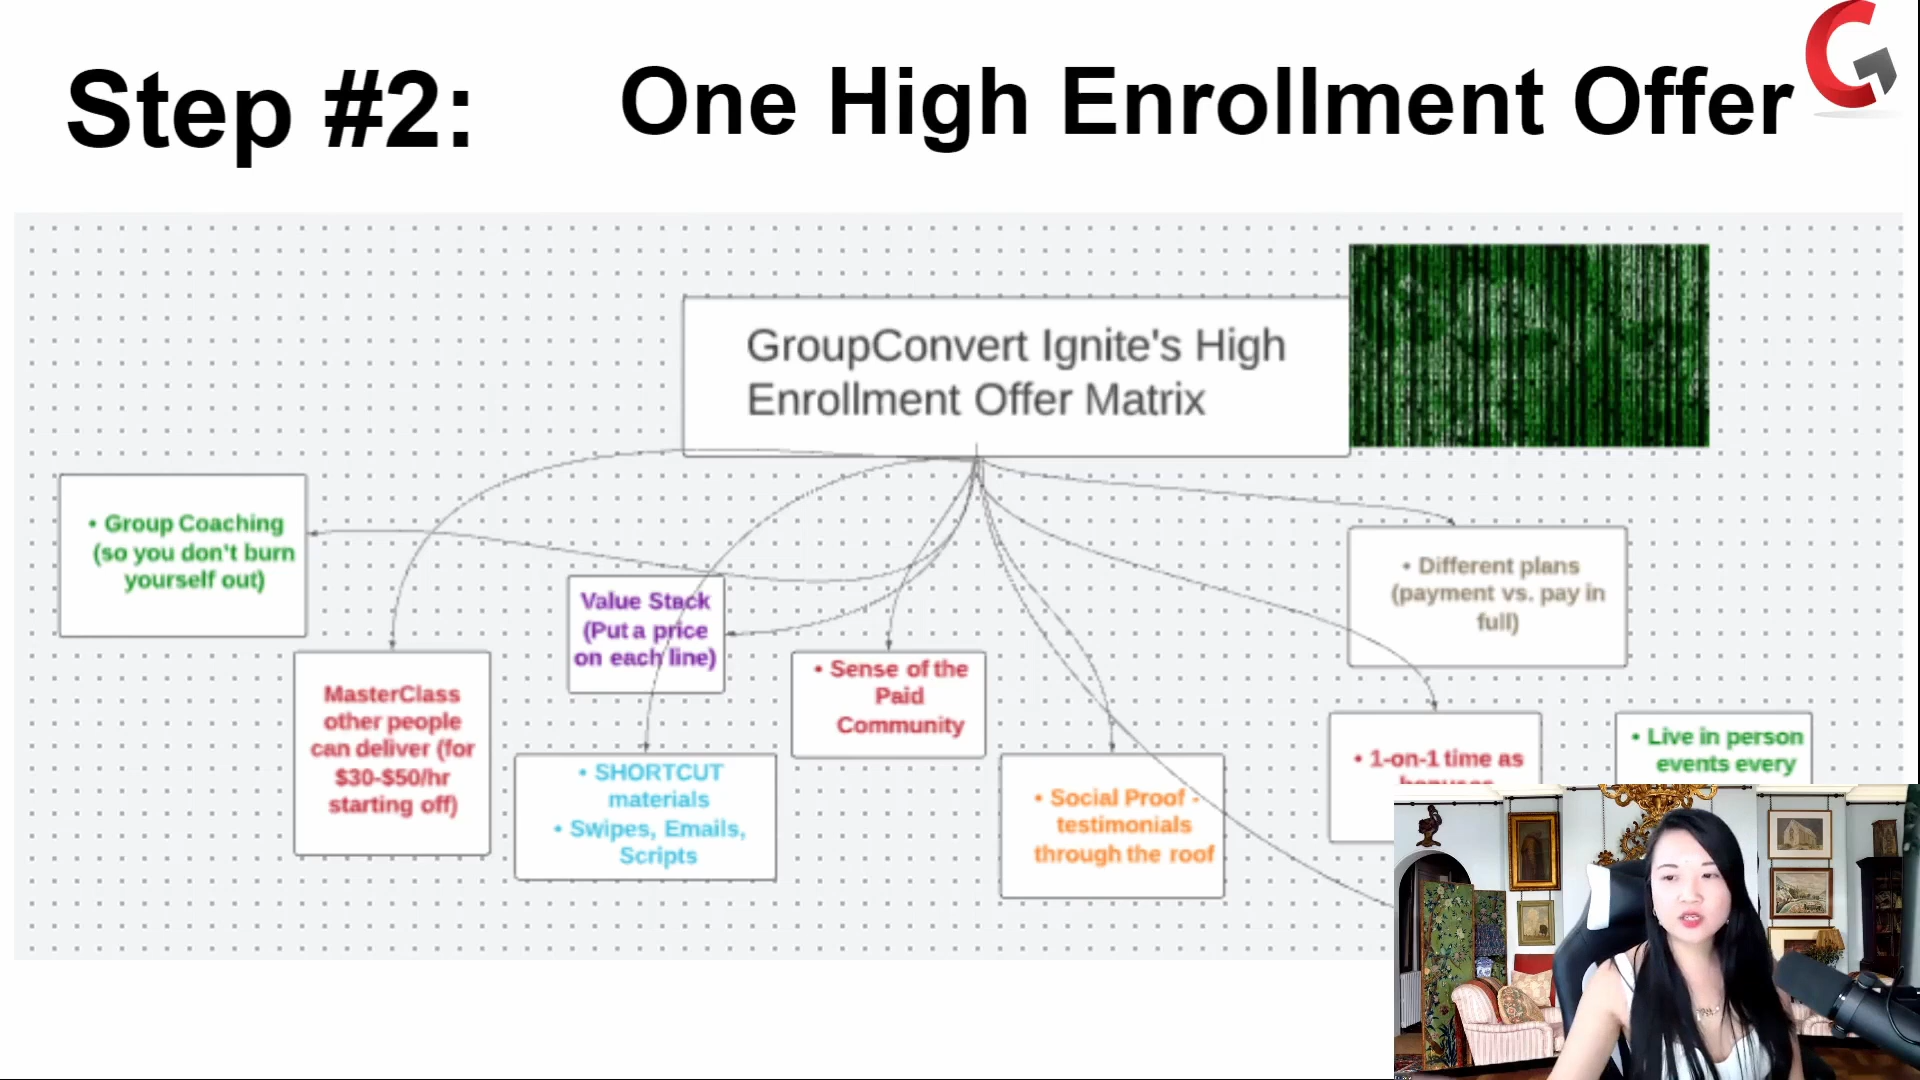 Step #2:
One High Enrollment Offer
GroupConvert Ignite's High
Enrollment Offer Matrix
• Group Coaching
(so you don't burn
yourself out)
MasterClass
other people
can deliver (for
$30-$50/hr
starting off)
Value Stack
(Put a price
on each line)
• SHORTCUT
materials
• Swipes, Emails,
Scripts
• Sense of the
Paid
Community
• Social Proof -
testimonials
through the roof
• Different plans
(payment vs. pay in
full)
• 1-on-1 time as
• Live in person
events every